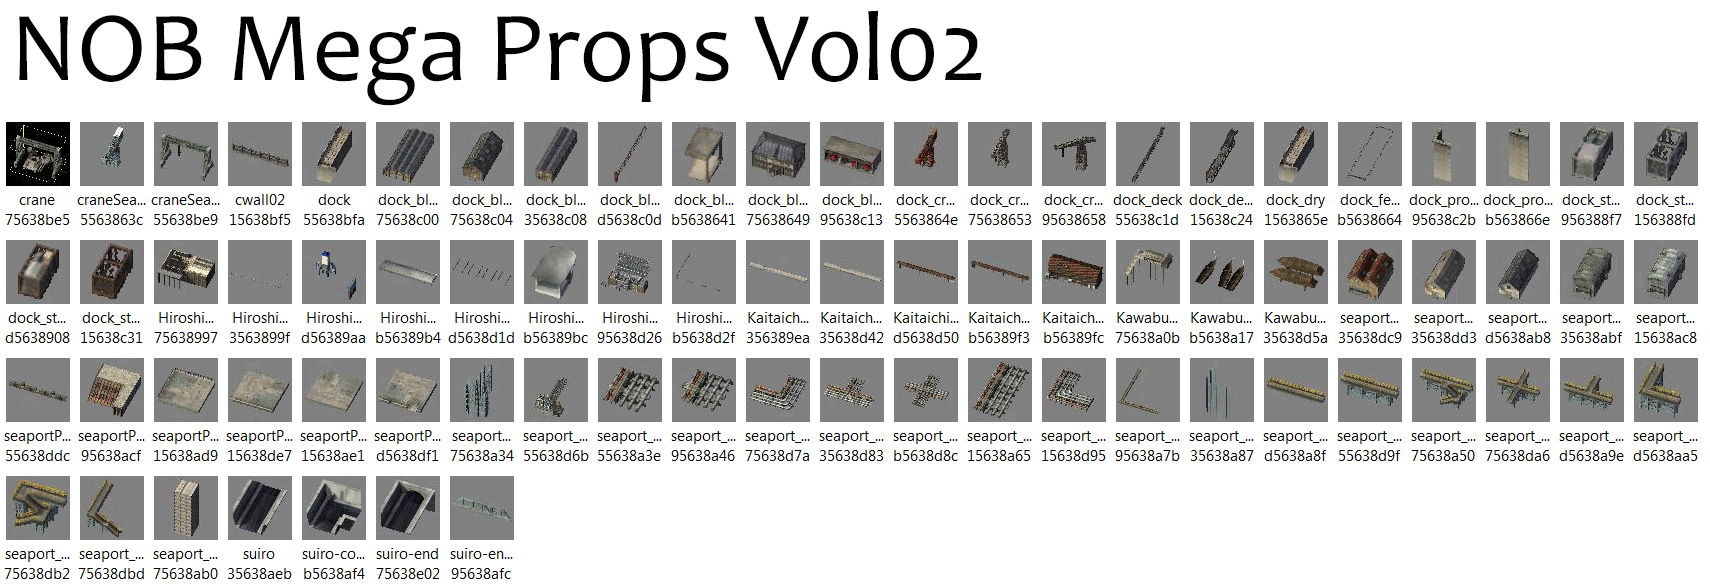 NOB Mega Props Vol02
crane craneSea... craneSea... cwall02 dock dock_bl... dock_bl... dock_bl... dock_bl... dock_bl... dock_bl... dock_bl... dock_cr... dock_cr... dock_cr... dock_deck dock_de... dock_dry dock_fe... dock_pro... dock_pro... dock_st... dock_st...
75638be5 5563863c 55638be9 15638bf5 55638bfa 75638c00 75638c04 35638c08 d5638c0d b5638641 75638649 95638c13 5563864e 75638653 95638658 55638c1d 15638c24 1563865e b5638664 95638c2b b563866e 956388f7 156388fd
dock_st... dock_st... Hiroshi... Hiroshi... Hiroshi... Hiroshi... Hiroshi... Hiroshi... Hiroshi... Hiroshi... Kaitaich... Kaitaich... Kaitaichi... Kaitaich... Kaitaich... Kawabu... Kawabu... Kawabu... seaport... seaport... seaport... seaport... seaport...
d5638908 15638c31 75638997 3563899f d56389aa b56389b4 d5638d1d b56389bc 95638d26 b5638d2f 356389ea 35638d42 d5638d50 b56389f3 b56389fc 75638a0b b5638a17 35638d5a 35638dc9 35638dd3 d5638ab8 35638abf 15638ac8
seaportP... seaportP... seaportP... seaportP... seaportP... seaportP... seaport... seaport_... seaport_... seaport_... seaport_... seaport_... seaport_... seaport_... seaport_... seaport_... seaport_... seaport_... seaport_... seaport_... seaport_... seaport_... seaport_...
55638ddc 95638acf 15638ad9 15638de7 15638ae1 d5638df1 75638a34 55638d6b 55638a3e 95638a46 75638d7a 35638d83 b5638d8c 15638a65 15638d95 95638a7b 35638a87 d5638a8f 55638d9f 75638a50 75638da6 d5638a9e d5638aa5
seaport_... seaport_... seaport_... suiro suiro-co... suiro-end suiro-en...
75638db2 75638dbd 75638ab0 35638aeb b5638af4 75638e02 95638afc